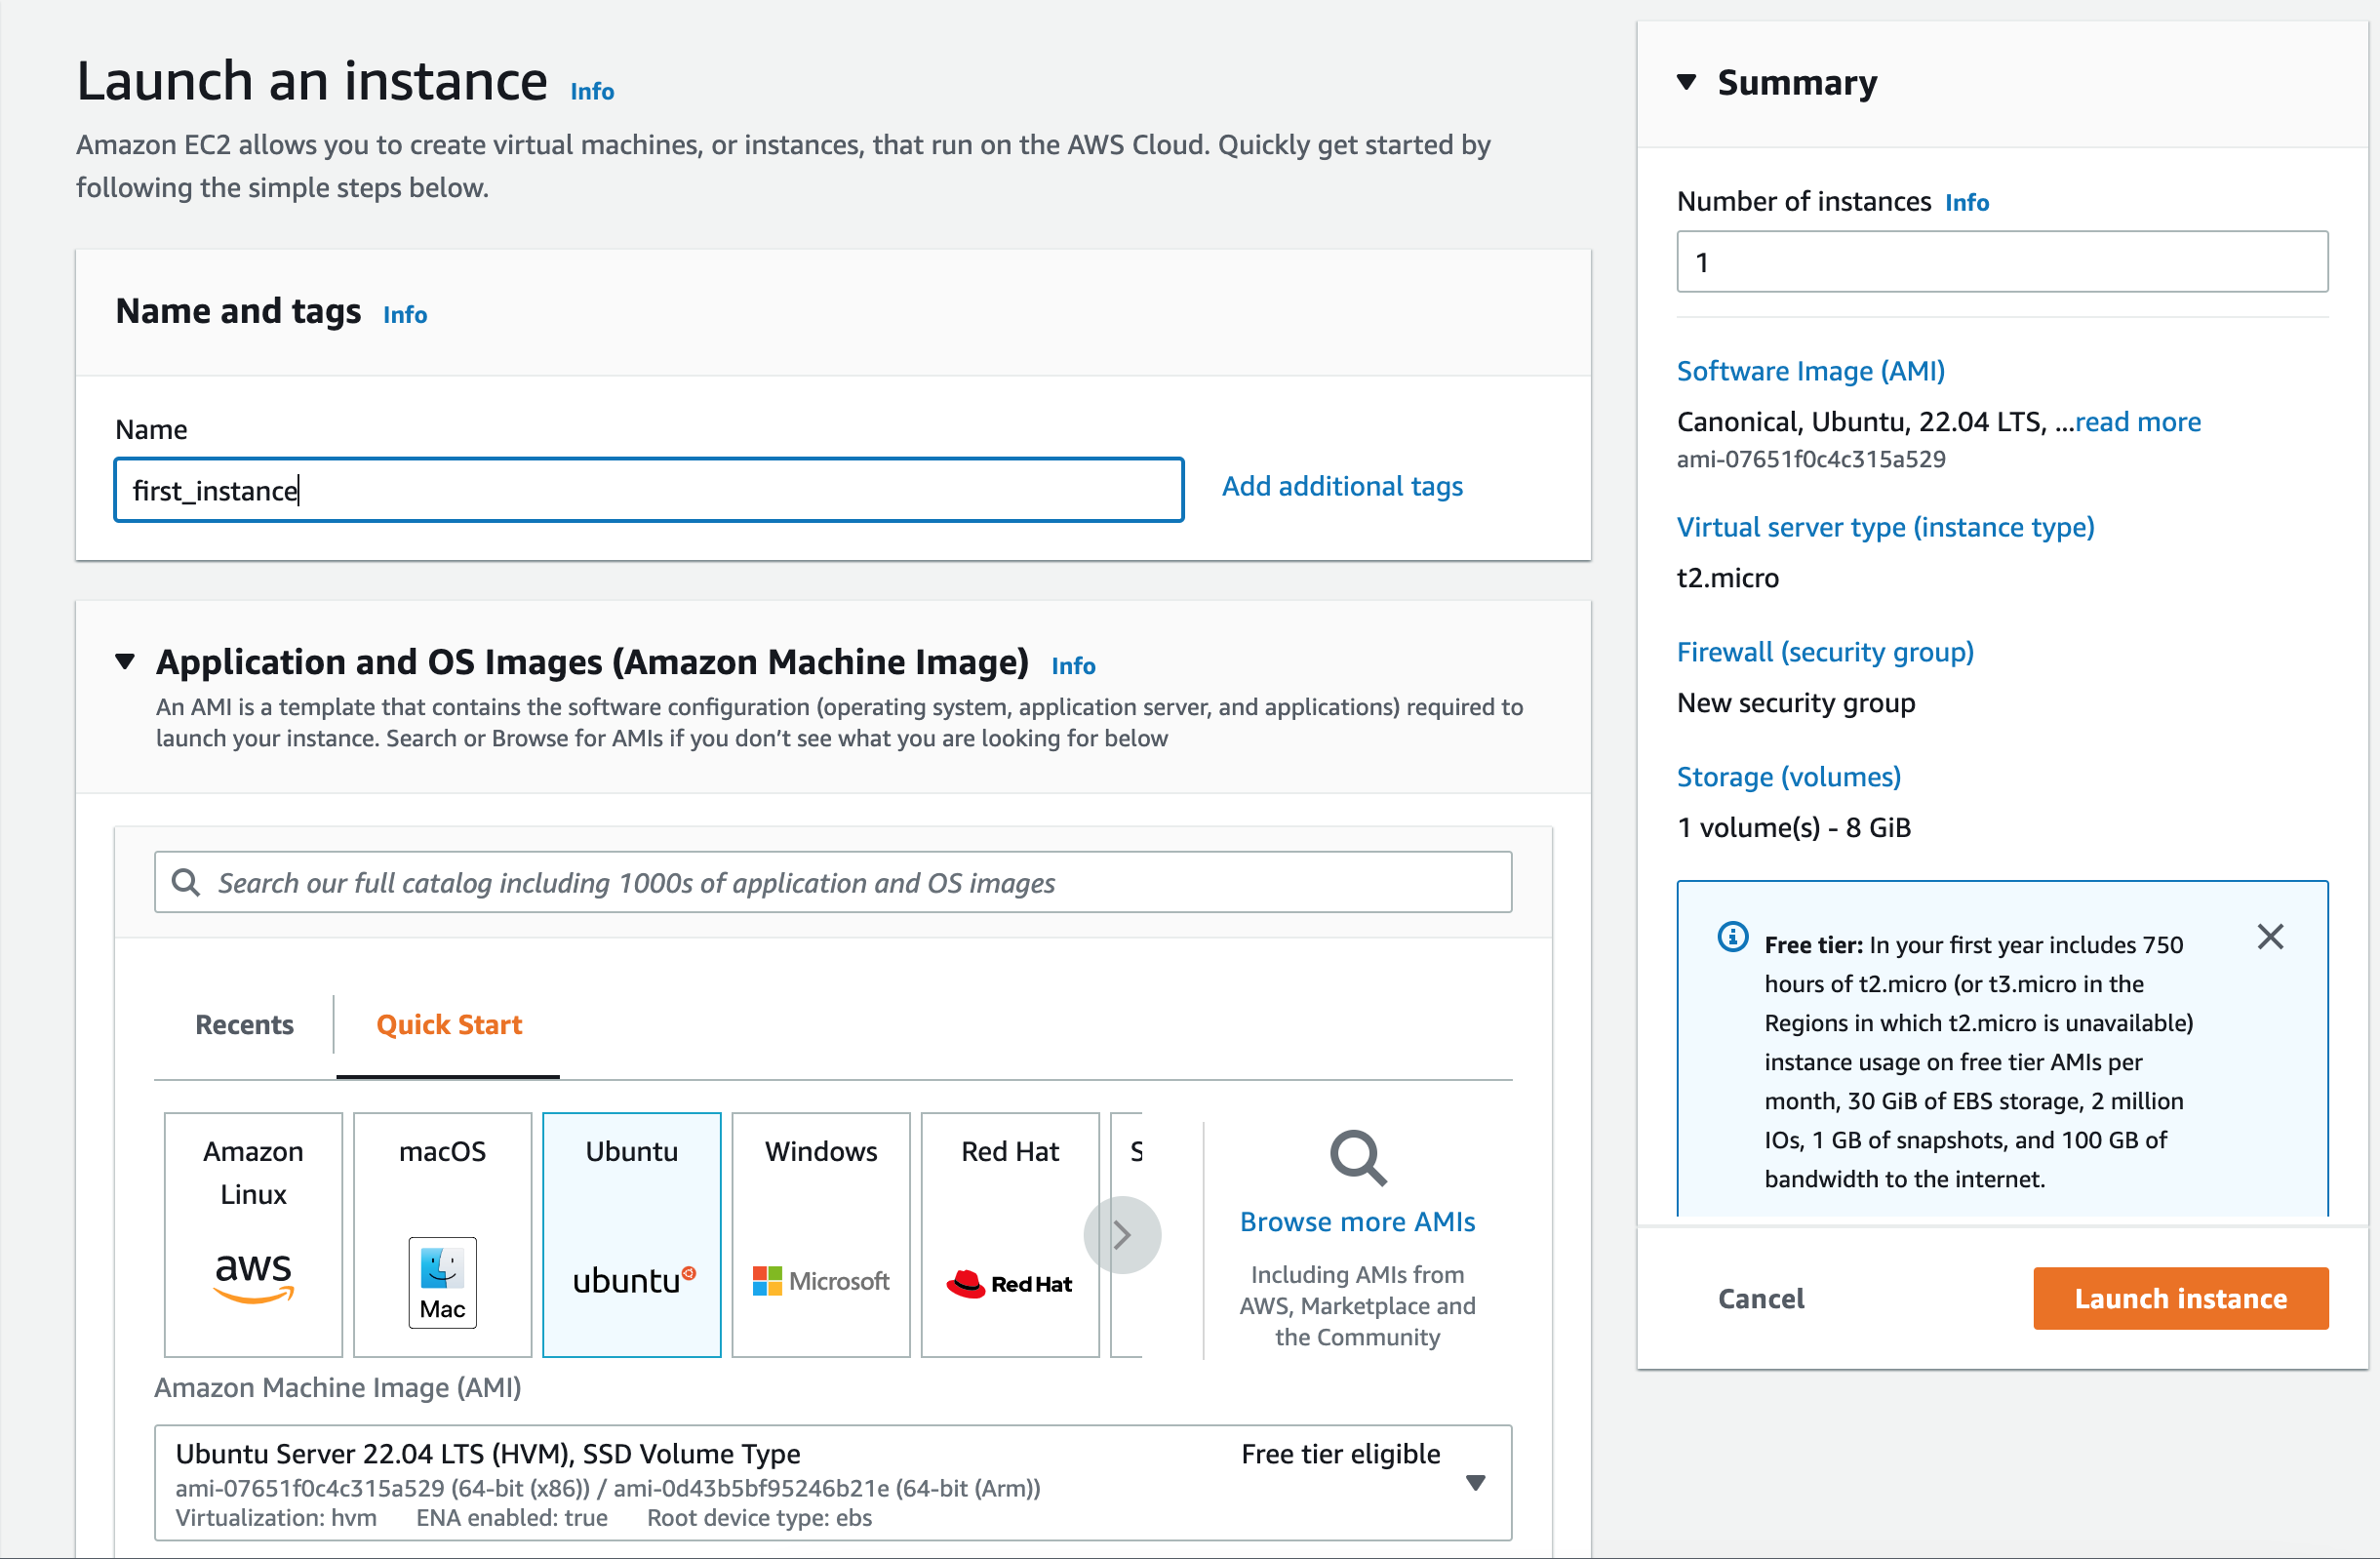 Launch an instance Info
Amazon EC2 allows you to create virtual machines, or instances, that run on the AWS Cloud. Quickly get started by
following the simple steps below.
Name and tags Info
Name
first_instance
Add additional tags
Application and OS Images (Amazon Machine Image) Info
An AMI is a template that contains the software configuration (operating system, application server, and applications) required to
launch your instance. Search or Browse for AMIs if you don’t see what you are looking for below
Search our full catalog including 1000s of application and OS images
Recents
Quick Start
Amazon
Linux
aws
macOS
Mac
Ubuntu
ubuntu
Windows
Microsoft
Red Hat
Red Hat
S
Browse more AMIs
Including AMIs from
AWS, Marketplace and
the Community
Amazon Machine Image (AMI)
Ubuntu Server 22.04 LTS (HVM), SSD Volume Type
Free tier eligible
ami-07651f0c4c315a529 (64-bit (x86)) / ami-0d43b5bf95246b21e (64-bit (Arm))
Virtualization: hvm ENA enabled: true Root device type: ebs
Summary
Number of instances Info
1
Software Image (AMI)
Canonical, Ubuntu, 22.04 LTS, ...read more
ami-07651f0c4c315a529
Virtual server type (instance type)
t2.micro
Firewall (security group)
New security group
Storage (volumes)
1 volume(s) - 8 GiB
Free tier: In your first year includes 750
hours of t2.micro (or t3.micro in the
Regions in which t2.micro is unavailable)
instance usage on free tier AMIs per
month, 30 GiB of EBS storage, 2 million
IOs, 1 GB of snapshots, and 100 GB of
bandwidth to the internet.
Cancel
Launch instance